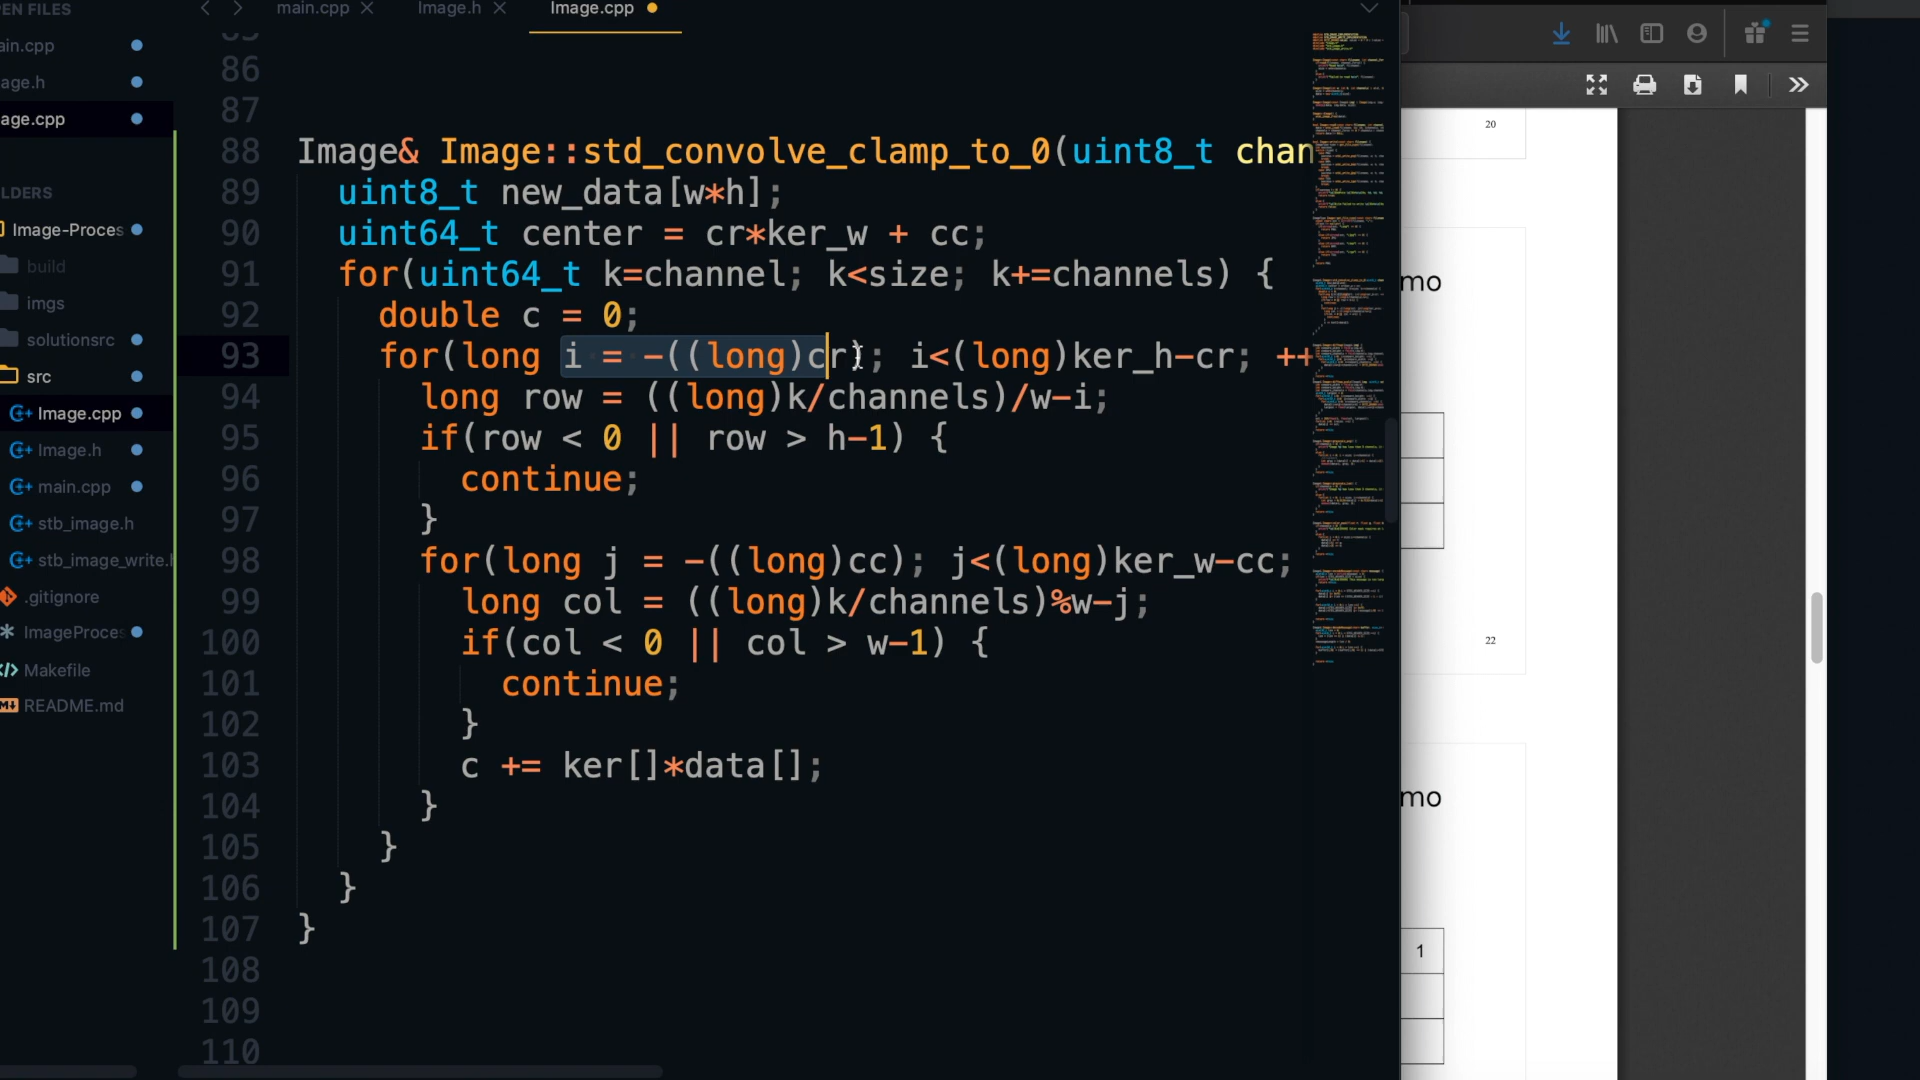 PEN FILES
ain.cpp
age.h
age.cpp
LDERS
Image-Proces
build
imgs
solutionsrc
src
Image.cpp
Image.h
main.cpp
stb_image.h
stb_image_write.h
.gitignore
ImageProces
Makefile
README.md
main.cpp
Image.h
Image.cpp
85
86
87
88 Image& Image::std_convolve_clamp_to_0(uint8_t chan
89 uint8_t new_data[w*h];
90 uint64_t center = cr*ker_w + cc;
91 for(uint64_t k=channel; k<size; k+=channels) {
92 double c = 0;
93 for(long i = -((long)cr); i<(long)ker_h-cr; ++
94 long row = ((long)k/channels)/w-i;
95 if(row < 0 || row > h-1) {
96 continue;
97 }
98 for(long j = -((long)cc); j<(long)ker_w-cc;
99 long col = ((long)k/channels)%w-j;
100 if(col < 0 || col > w-1) {
101 continue;
102 }
103 c += ker[]*data[];
104 }
105 }
106 }
107 }
108
109
110
20
mo
22
mo
1